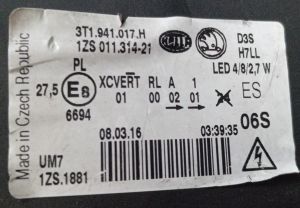 3T1.941.017.H
1ZS 011.314-21
HELLA
D3S
H7LL
LED 4/8/2,7 W
PL
27,5
E8
6694
XCVERT RL A 1
01 00 02 01
ES
08.03.16
03:39:35
06S
UM7
1ZS.1881
Made in Czech Republic